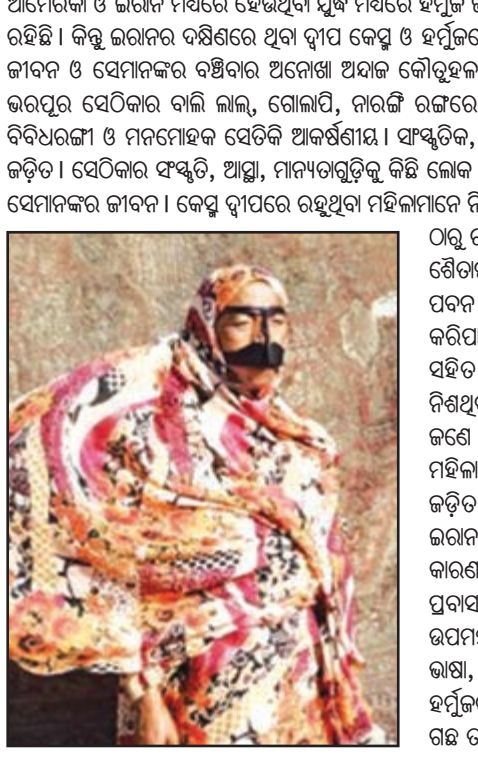 ଆମେରିକା ଓ ଇରାନ ମଧ୍ୟରେ ହେଉଥିବା ଯୁଦ୍ଧ ମଧ୍ୟରେ ହର୍ମୁଜ
ରହିଛି । କିନ୍ତୁ ଇରାନର ଦକ୍ଷିଣରେ ଥିବା ଦ୍ୱୀପ କେସ୍ମ ଓ ହର୍ମୁଜରେ
ଜୀବନ ଓ ସେମାନଙ୍କର ବଞ୍ଚିବାର ଅନୋଖା ଅନ୍ଦାଜ କୌତୁହଳ
ଭରପୂର ସେଠିକାର ବାଲି ଲାଲ୍, ଗୋଲାପି, ନାରଙ୍ଗି ରଙ୍ଗରେ
ବିବିଧରଙ୍ଗୀ ଓ ମନମୋହକ ସେତିକି ଆକର୍ଷଣୀୟ । ସାଂସ୍କୃତିକ,
ଜଡ଼ିତ । ସେଠିକାର ସଂସ୍କୃତି, ଆସ୍ଥା, ମାନ୍ୟତାଗୁଡ଼ିକୁ କିଛି ଲୋକ
ସେମାନଙ୍କର ଜୀବନ । କେସ୍ମ ଦ୍ୱୀପରେ ରହୁଥିବା ମହିଳାମାନେ
ଠାରୁ
ଶୈତା
ପବନ
କରିପା
ସହିତ
ନିଶଥି
ଜଣେ
ମହିଳା
ଜଡ଼ିତ
ଇରାନ
କାରଣ
ପ୍ରବାସ
ଉପମ
ଭାଷା,
ହର୍ମୁଜ
ଗଛ